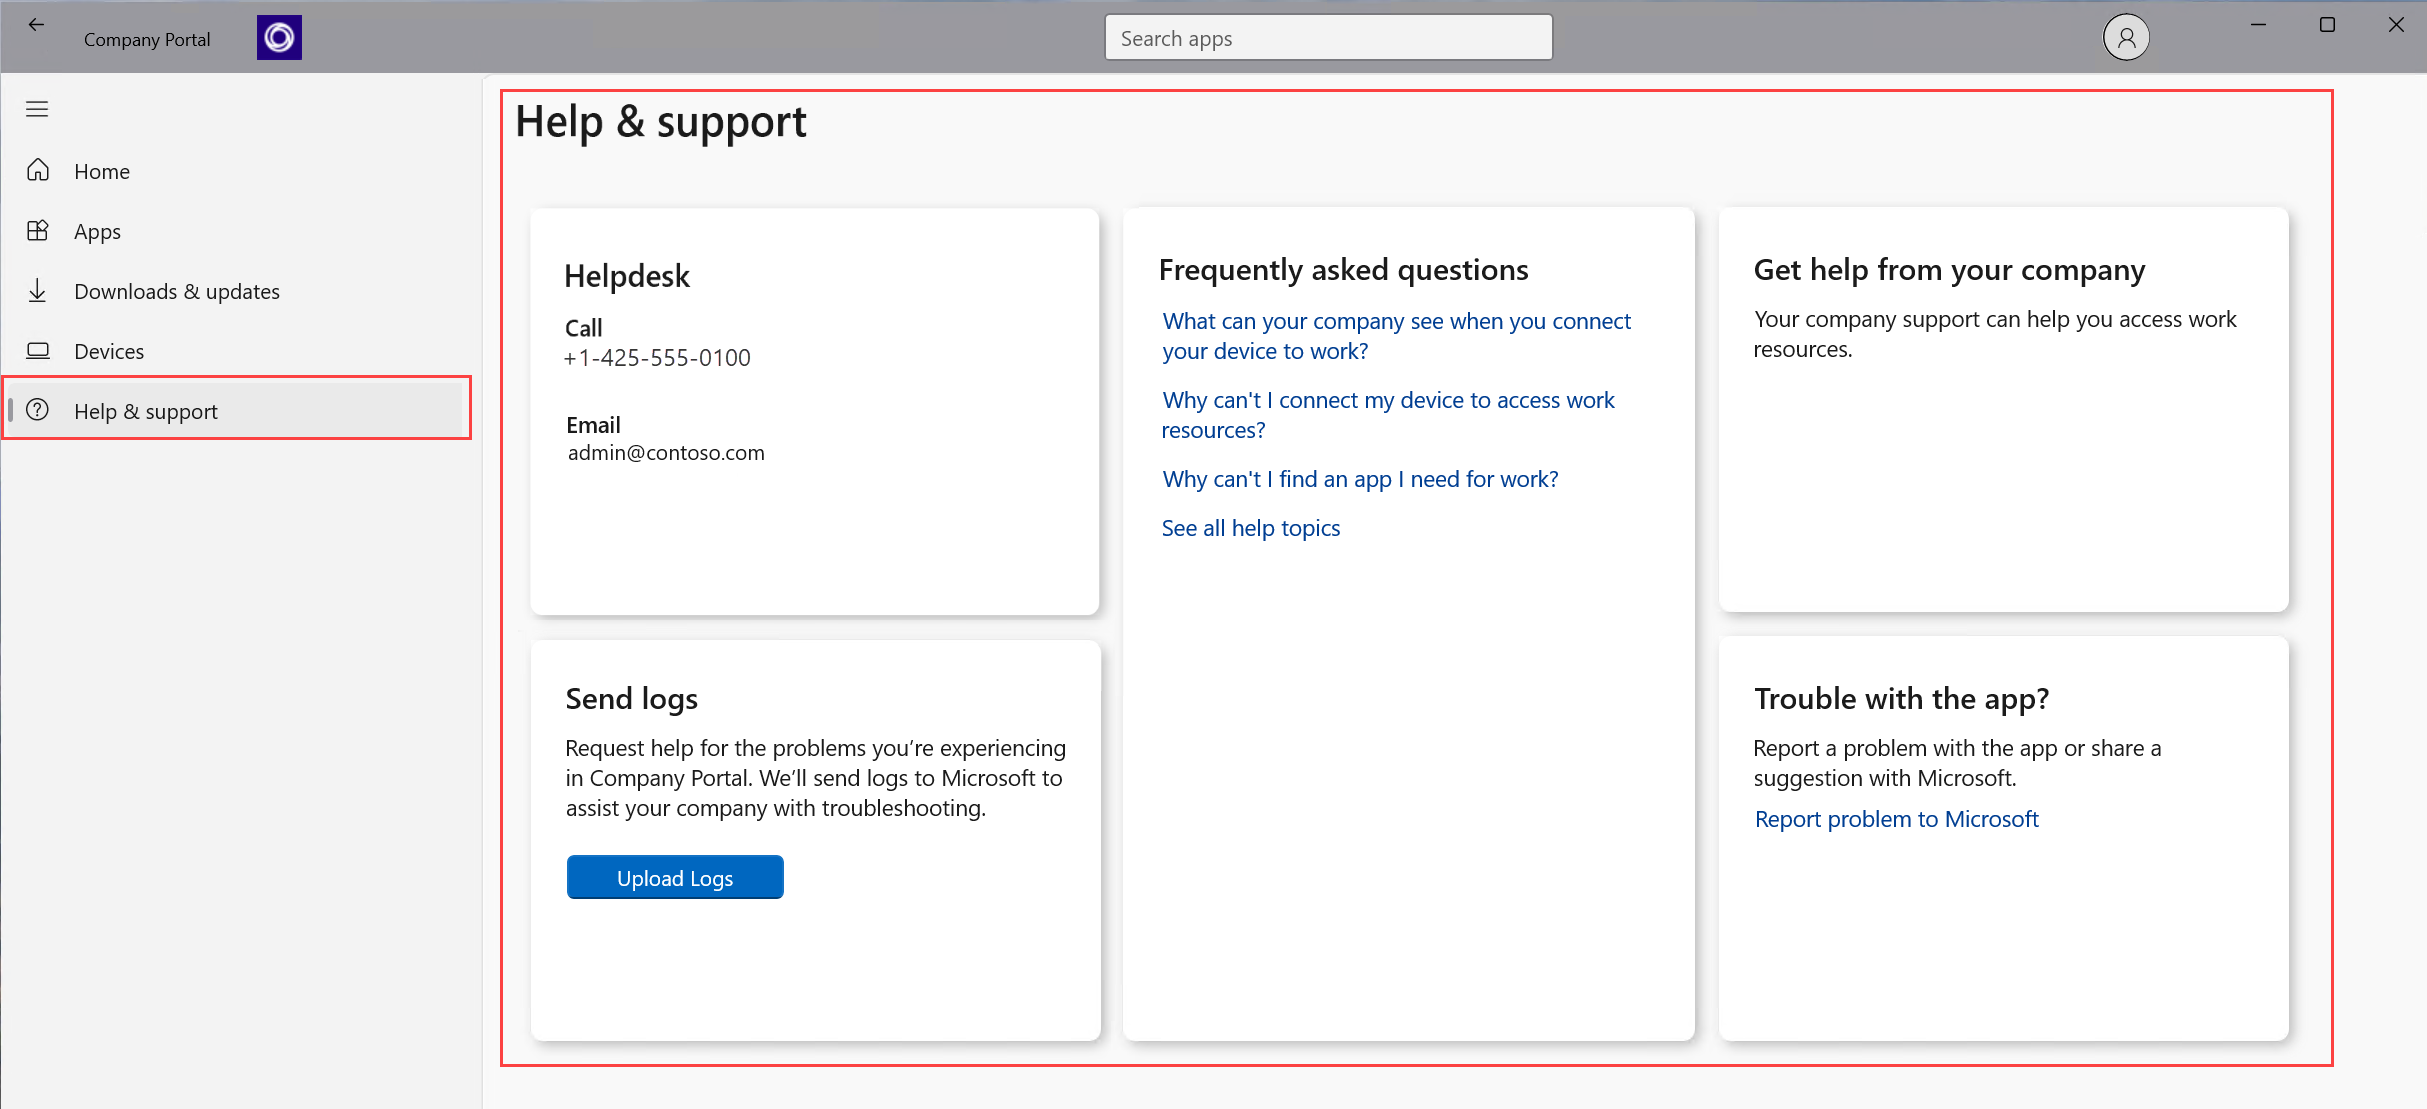 Company Portal
Search apps
Home
Apps
Downloads & updates
Devices
Help & support
Help & support
Helpdesk
Call
+1-425-555-0100
Email
admin@contoso.com
Send logs
Request help for the problems you’re experiencing
in Company Portal. We’ll send logs to Microsoft to
assist your company with troubleshooting.
Upload Logs
Frequently asked questions
What can your company see when you connect
your device to work?
Why can't I connect my device to access work
resources?
Why can't I find an app I need for work?
See all help topics
Get help from your company
Your company support can help you access work
resources.
Trouble with the app?
Report a problem with the app or share a
suggestion with Microsoft.
Report problem to Microsoft